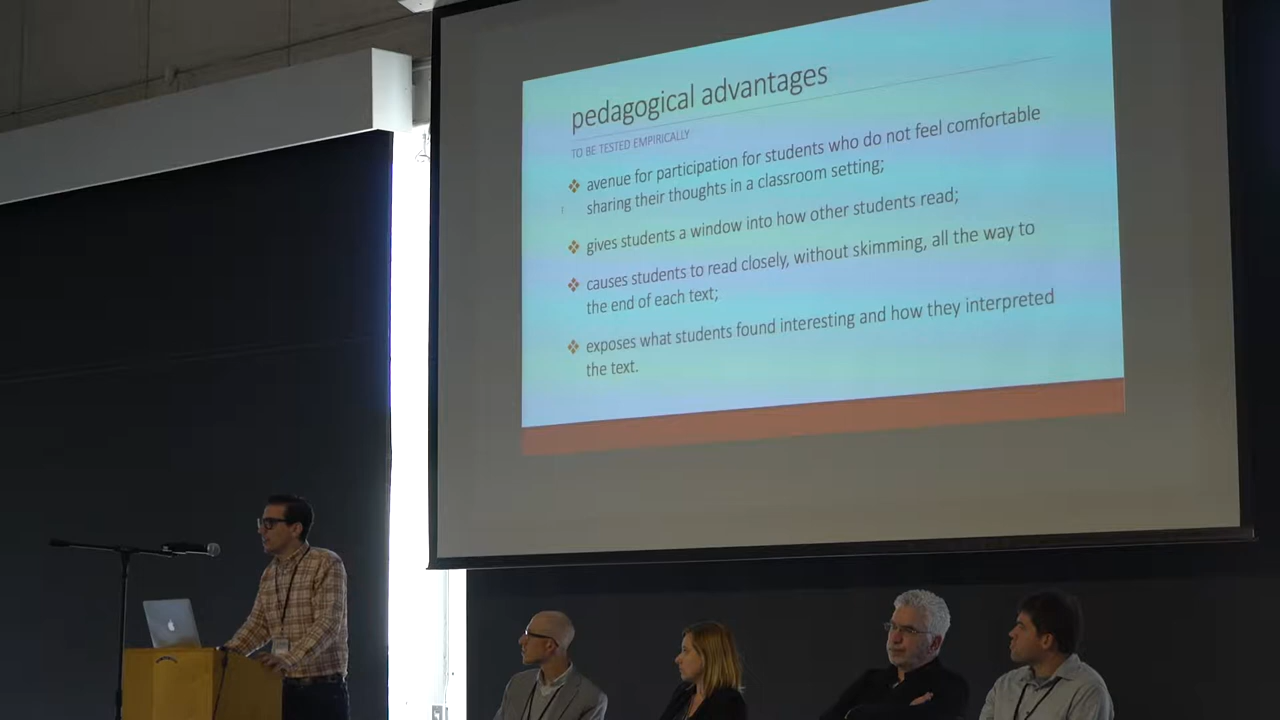 pedagogical advantages
TO BE TESTED EMPIRICALLY
avenue for participation for students who do not feel comfortable
sharing their thoughts in a classroom setting;
gives students a window into how other students read;
causes students to read closely, without skimming, all the way to
the end of each text;
exposes what students found interesting and how they interpreted
the text.